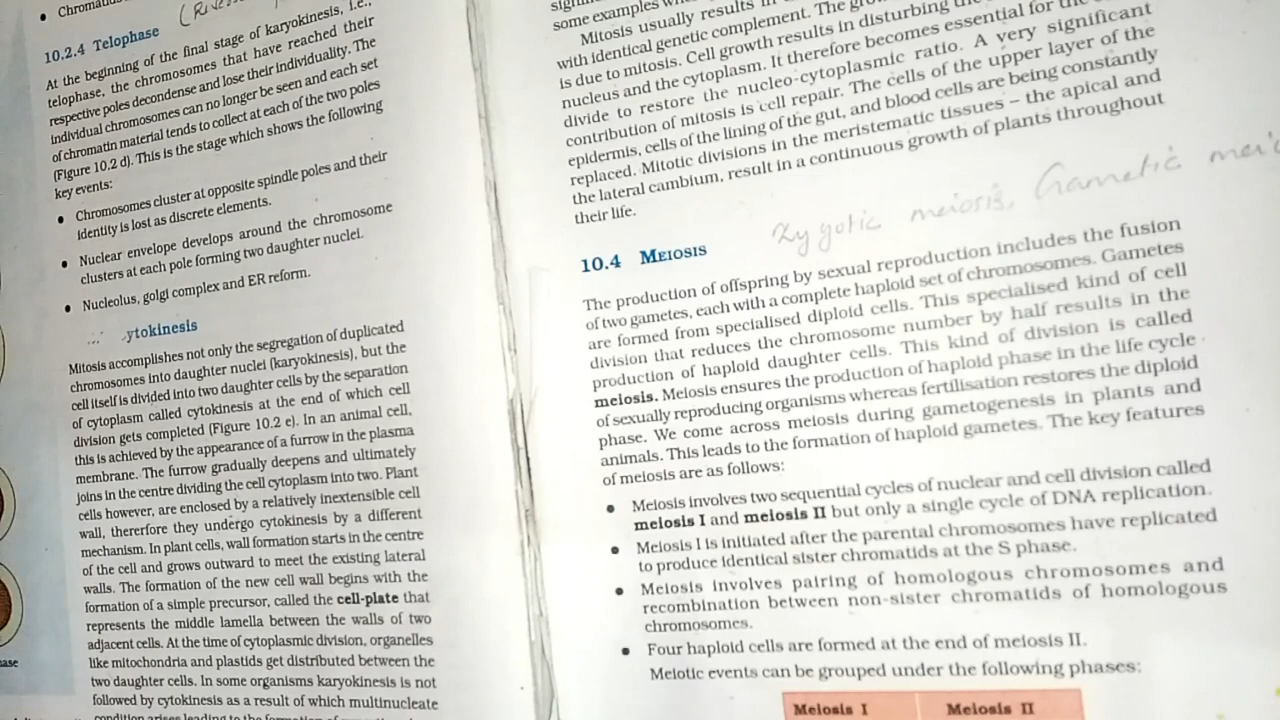 • Chromatids
10.2.4 Telophase
At the beginning of the final stage of karyokinesis, i.e.,
telophase, the chromosomes that have reached their
respective poles decondense and lose their individuality. The
individual chromosomes can no longer be seen and each set
of chromatin material tends to collect at each of the two poles
(Figure 10.2 d). This is the stage which shows the following
key events:
• Chromosomes cluster at opposite spindle poles and their
identity is lost as discrete elements.
• Nuclear envelope develops around the chromosome
clusters at each pole forming two daughter nuclei.
• Nucleolus, golgi complex and ER reform.
ytokinesis
Mitosis accomplishes not only the segregation of duplicated
chromosomes into daughter nuclei (karyokinesis), but the
cell itself is divided into two daughter cells by the separation
of cytoplasm called cytokinesis at the end of which cell
division gets completed (Figure 10.2 e). In an animal cell,
this is achieved by the appearance of a furrow in the plasma
membrane. The furrow gradually deepens and ultimately
joins in the centre dividing the cell cytoplasm into two. Plant
cells however, are enclosed by a relatively inextensible cell
wall, thererfore they undergo cytokinesis by a different
mechanism. In plant cells, wall formation starts in the centre
of the cell and grows outward to meet the existing lateral
walls. The formation of the new cell wall begins with the
formation of a simple precursor, called the cell-plate that
represents the middle lamella between the walls of two
adjacent cells. At the time of cytoplasmic division, organelles
like mitochondria and plastids get distributed between the
two daughter cells. In some organisms karyokinesis is not
followed by cytokinesis as a result of which multinucleate
condition arises leading to the
ase
some examples
Mitosis usually results in
with identical genetic complement. The
is due to mitosis. Cell growth results in disturbing the
nucleus and the cytoplasm. It therefore becomes essential for the
divide to restore the nucleo-cytoplasmic ratio. A very significant
contribution of mitosis is cell repair. The cells of the upper layer of the
epidermis, cells of the lining of the gut, and blood cells are being constantly
replaced. Mitotic divisions in the meristematic tissues – the apical and
the lateral cambium, result in a continuous growth of plants throughout
their life.
Zygotic meiosis, Gametic mei
10.4 MEIOSIS
The production of offspring by sexual reproduction includes the fusion
of two gametes, each with a complete haploid set of chromosomes. Gametes
are formed from specialised diploid cells. This specialised kind of cell
division that reduces the chromosome number by half results in the
production of haploid daughter cells. This kind of division is called
meiosis. Meiosis ensures the production of haploid phase in the life cycle
of sexually reproducing organisms whereas fertilisation restores the diploid
phase. We come across meiosis during gametogenesis in plants and
animals. This leads to the formation of haploid gametes. The key features
of meiosis are as follows:
• Meiosis involves two sequential cycles of nuclear and cell division called
meiosis I and meiosis II but only a single cycle of DNA replication.
• Meiosis I is initiated after the parental chromosomes have replicated
to produce identical sister chromatids at the S phase.
• Meiosis involves pairing of homologous chromosomes and
recombination between non-sister chromatids of homologous
chromosomes.
• Four haploid cells are formed at the end of meiosis II.
Meiotic events can be grouped under the following phases:
Meiosis I Meiosis II